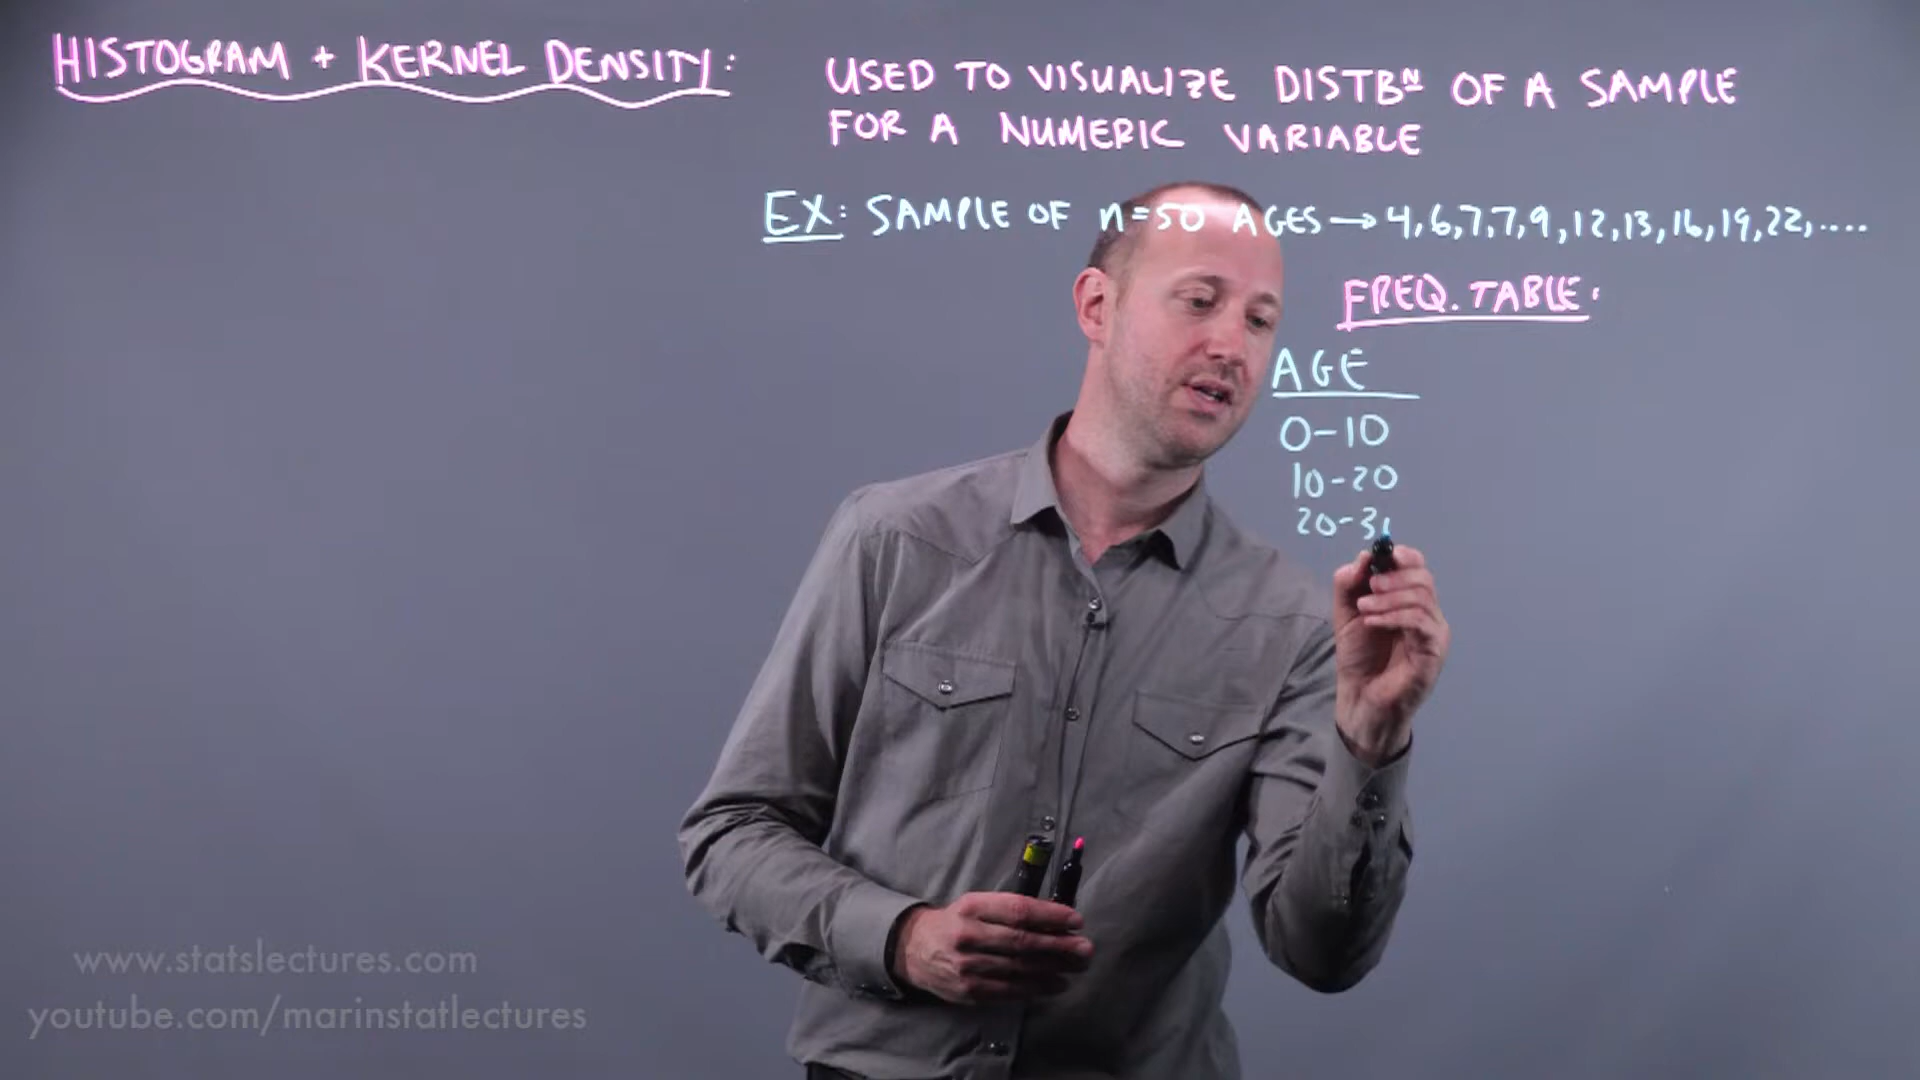 HISTOGRAM + KERNEL DENSITY:
USED TO VISUALIZE DISTBᴺ OF A SAMPLE
FOR A NUMERIC VARIABLE
EX: SAMPLE OF n=50 AGES→4,6,7,7,9,12,13,16,19,22,....
FREQ. TABLE:
AGE
0-10
10-20
20-3
www.statslectures.com
youtube.com/marinstatlectures